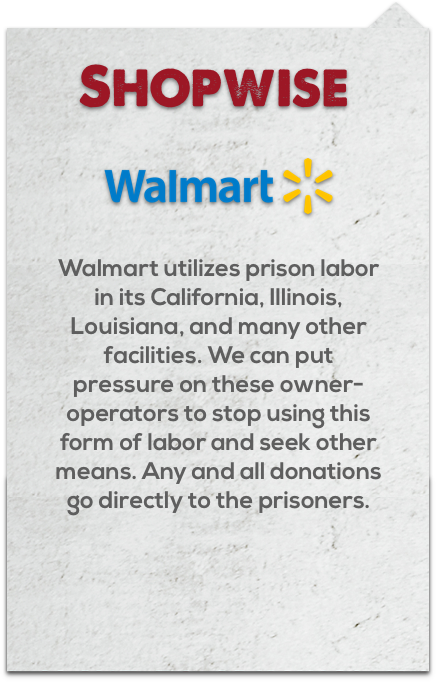 SHOPWISE
Walmart
Walmart utilizes prison labor
in its California, Illinois,
Louisiana, and many other
facilities. We can put
pressure on these owner-
operators to stop using this
form of labor and seek other
means. Any and all donations
go directly to the prisoners.